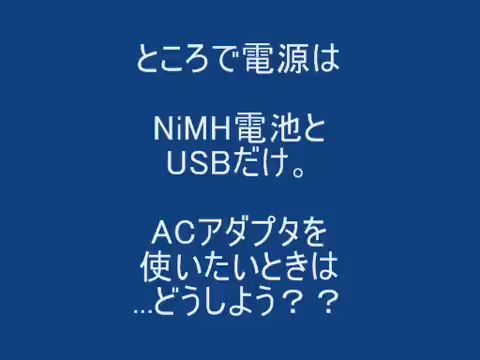 ところで電源は
NiMH電池と
USBだけ。
ACアダプタを
使いたいときは
...どうしよう？？